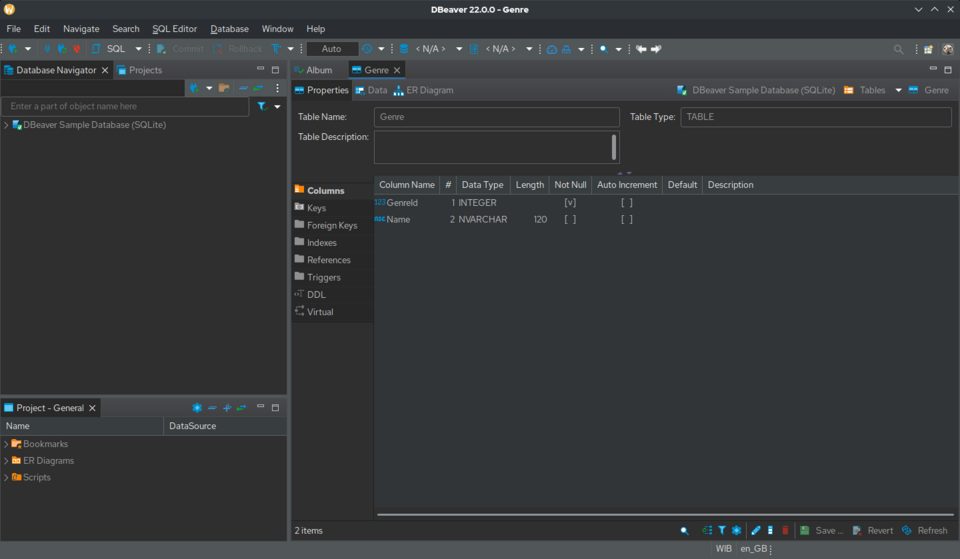 DBeaver 22.0.0 - Genre
File Edit Navigate Search SQL Editor Database Window Help
SQL Commit Rollback T Auto < N/A > < N/A >
Database Navigator Projects
Enter a part of object name here
DBeaver Sample Database (SQLite)
Album Genre
Properties Data ER Diagram DBeaver Sample Database (SQLite) Tables Genre
Table Name: Genre Table Type: TABLE
Table Description:
Columns
Keys
Foreign Keys
Indexes
References
Triggers
DDL
Virtual
Column Name # Data Type Length Not Null Auto Increment Default Description
123 GenreId 1 INTEGER [v] [ ]
ABC Name 2 NVARCHAR 120 [ ] [ ]
Project - General
Name DataSource
Bookmarks
ER Diagrams
Scripts
2 items Save ... Revert Refresh
WIB en_GB